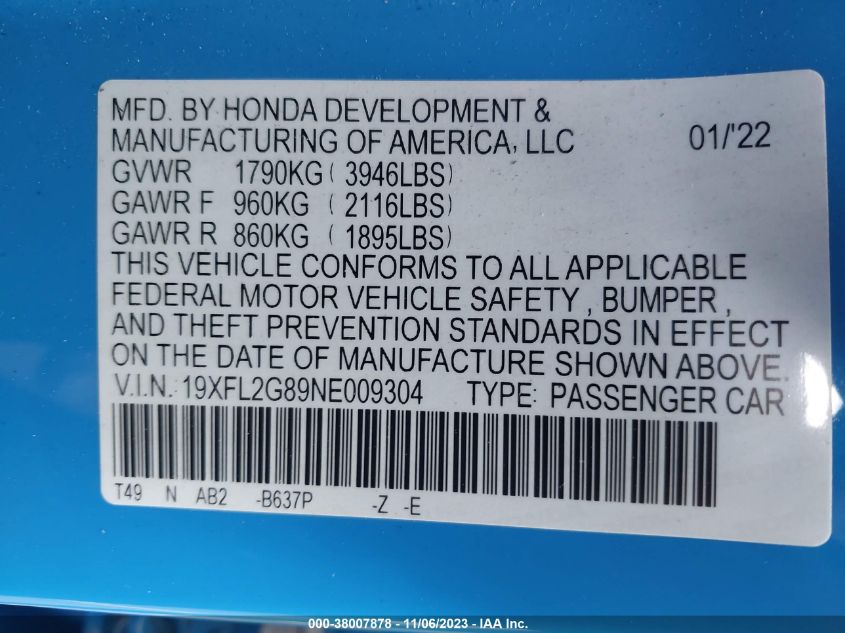 MFD. BY HONDA DEVELOPMENT &
MANUFACTURING OF AMERICA, LLC 01/'22
GVWR 1790KG ( 3946LBS)
GAWR F 960KG ( 2116LBS)
GAWR R 860KG ( 1895LBS)
THIS VEHICLE CONFORMS TO ALL APPLICABLE
FEDERAL MOTOR VEHICLE SAFETY , BUMPER ,
AND THEFT PREVENTION STANDARDS IN EFFECT
ON THE DATE OF MANUFACTURE SHOWN ABOVE.
V.I.N. 19XFL2G89NE009304 TYPE: PASSENGER CAR
T49 N AB2 -B637P -Z -E
000-38007878 - 11/06/2023 - IAA Inc.